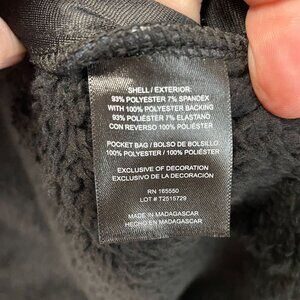 SHELL / EXTERIOR:
93% POLYESTER 7% SPANDEX
WITH 100% POLYESTER BACKING
93% POLIÉSTER 7% ELASTANO
CON REVERSO 100% POLIÉSTER
POCKET BAG / BOLSO DE BOLSILLO:
100% POLYESTER / 100% POLIÉSTER
EXCLUSIVE OF DECORATION
EXCLUSIVO DE LA DECORACIÓN
RN 165550
LOT # T2515729
MADE IN MADAGASCAR
HECHO EN MADAGASCAR